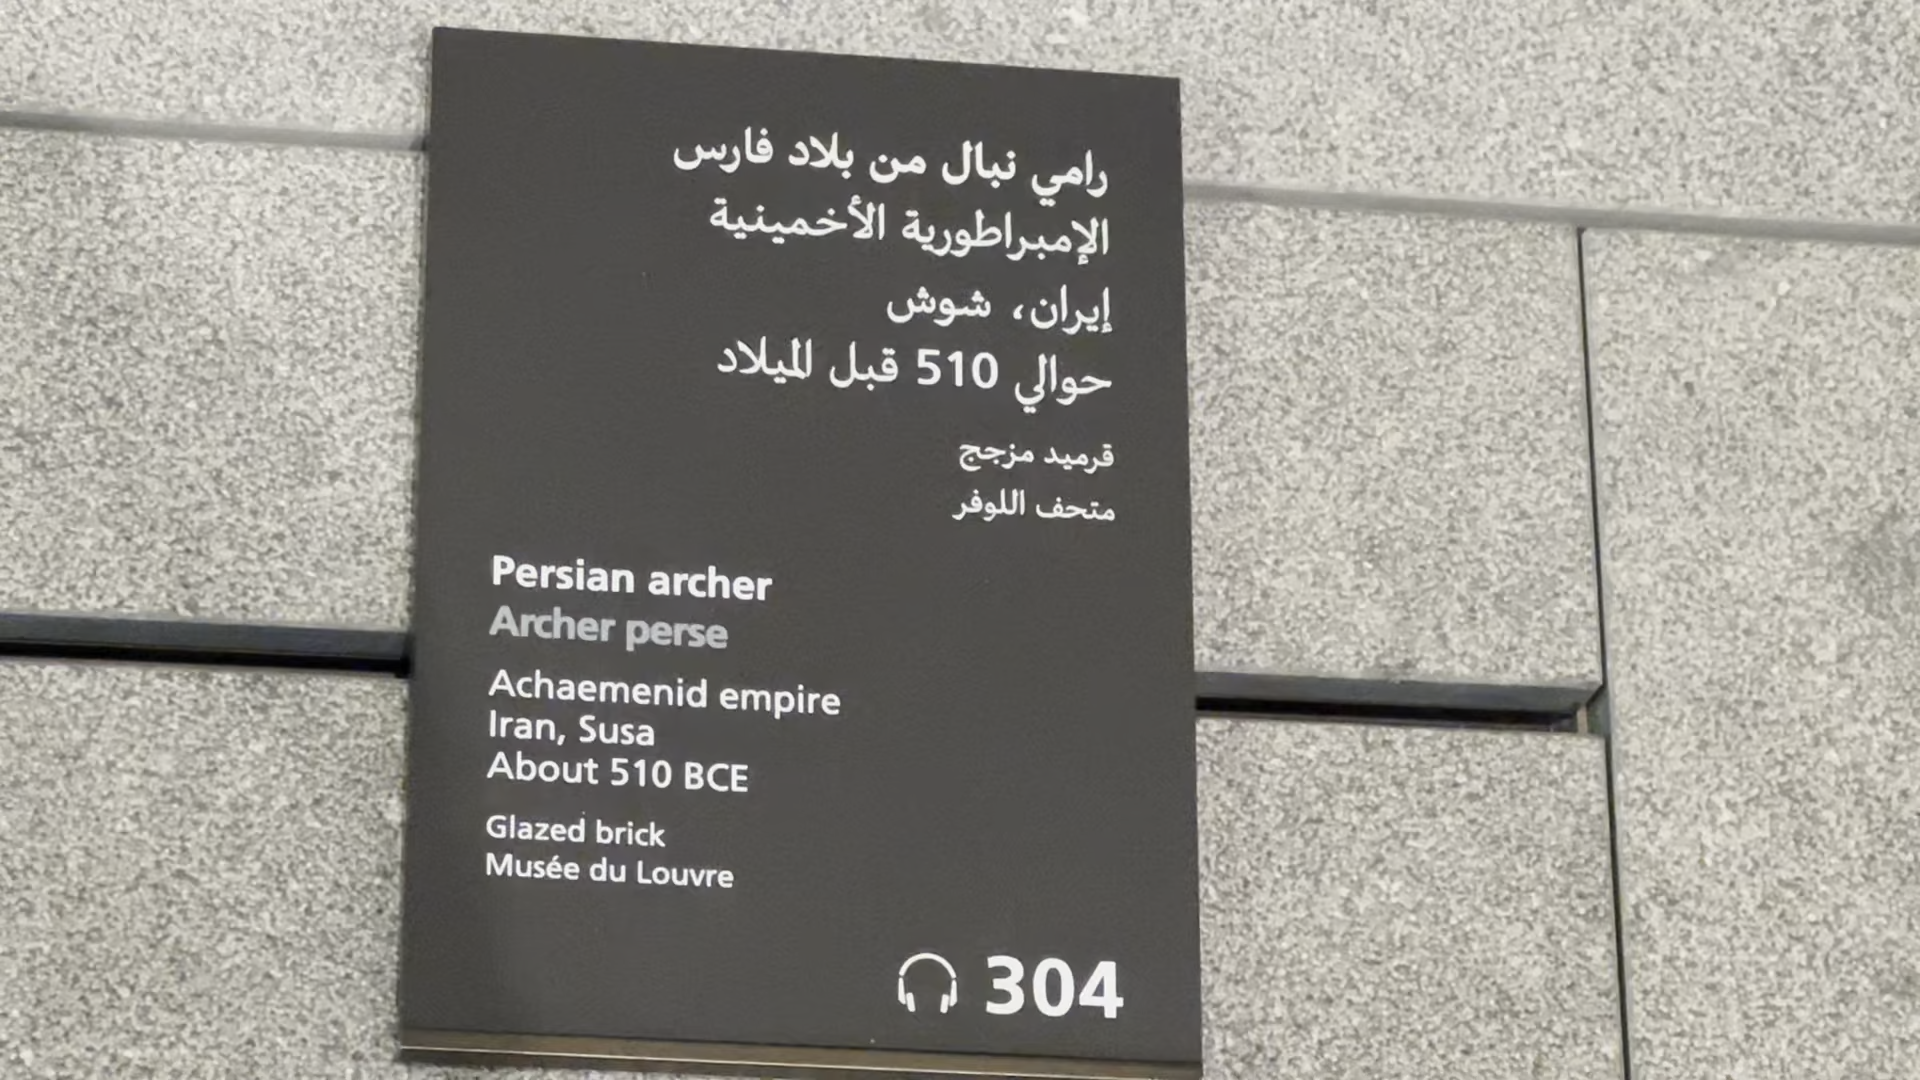 رامي نبال من بلاد فارس
الإمبراطورية الأخمينية
إيران، شوش
حوالي 510 قبل الميلاد
قرميد مزجج
متحف اللوفر
Persian archer
Archer perse
Achaemenid empire
Iran, Susa
About 510 BCE
Glazed brick
Musée du Louvre
304